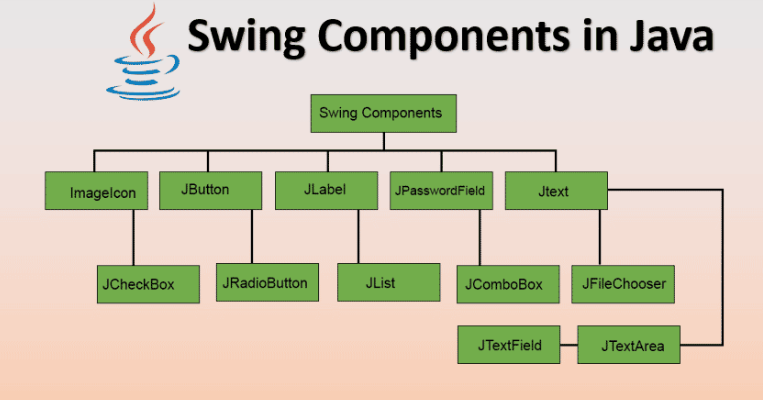 Swing Components in Java
Swing Components
ImageIcon
JButton
JLabel
JPasswordField
Jtext
JCheckBox
JRadioButton
JList
JComboBox
JFileChooser
JTextField
JTextArea